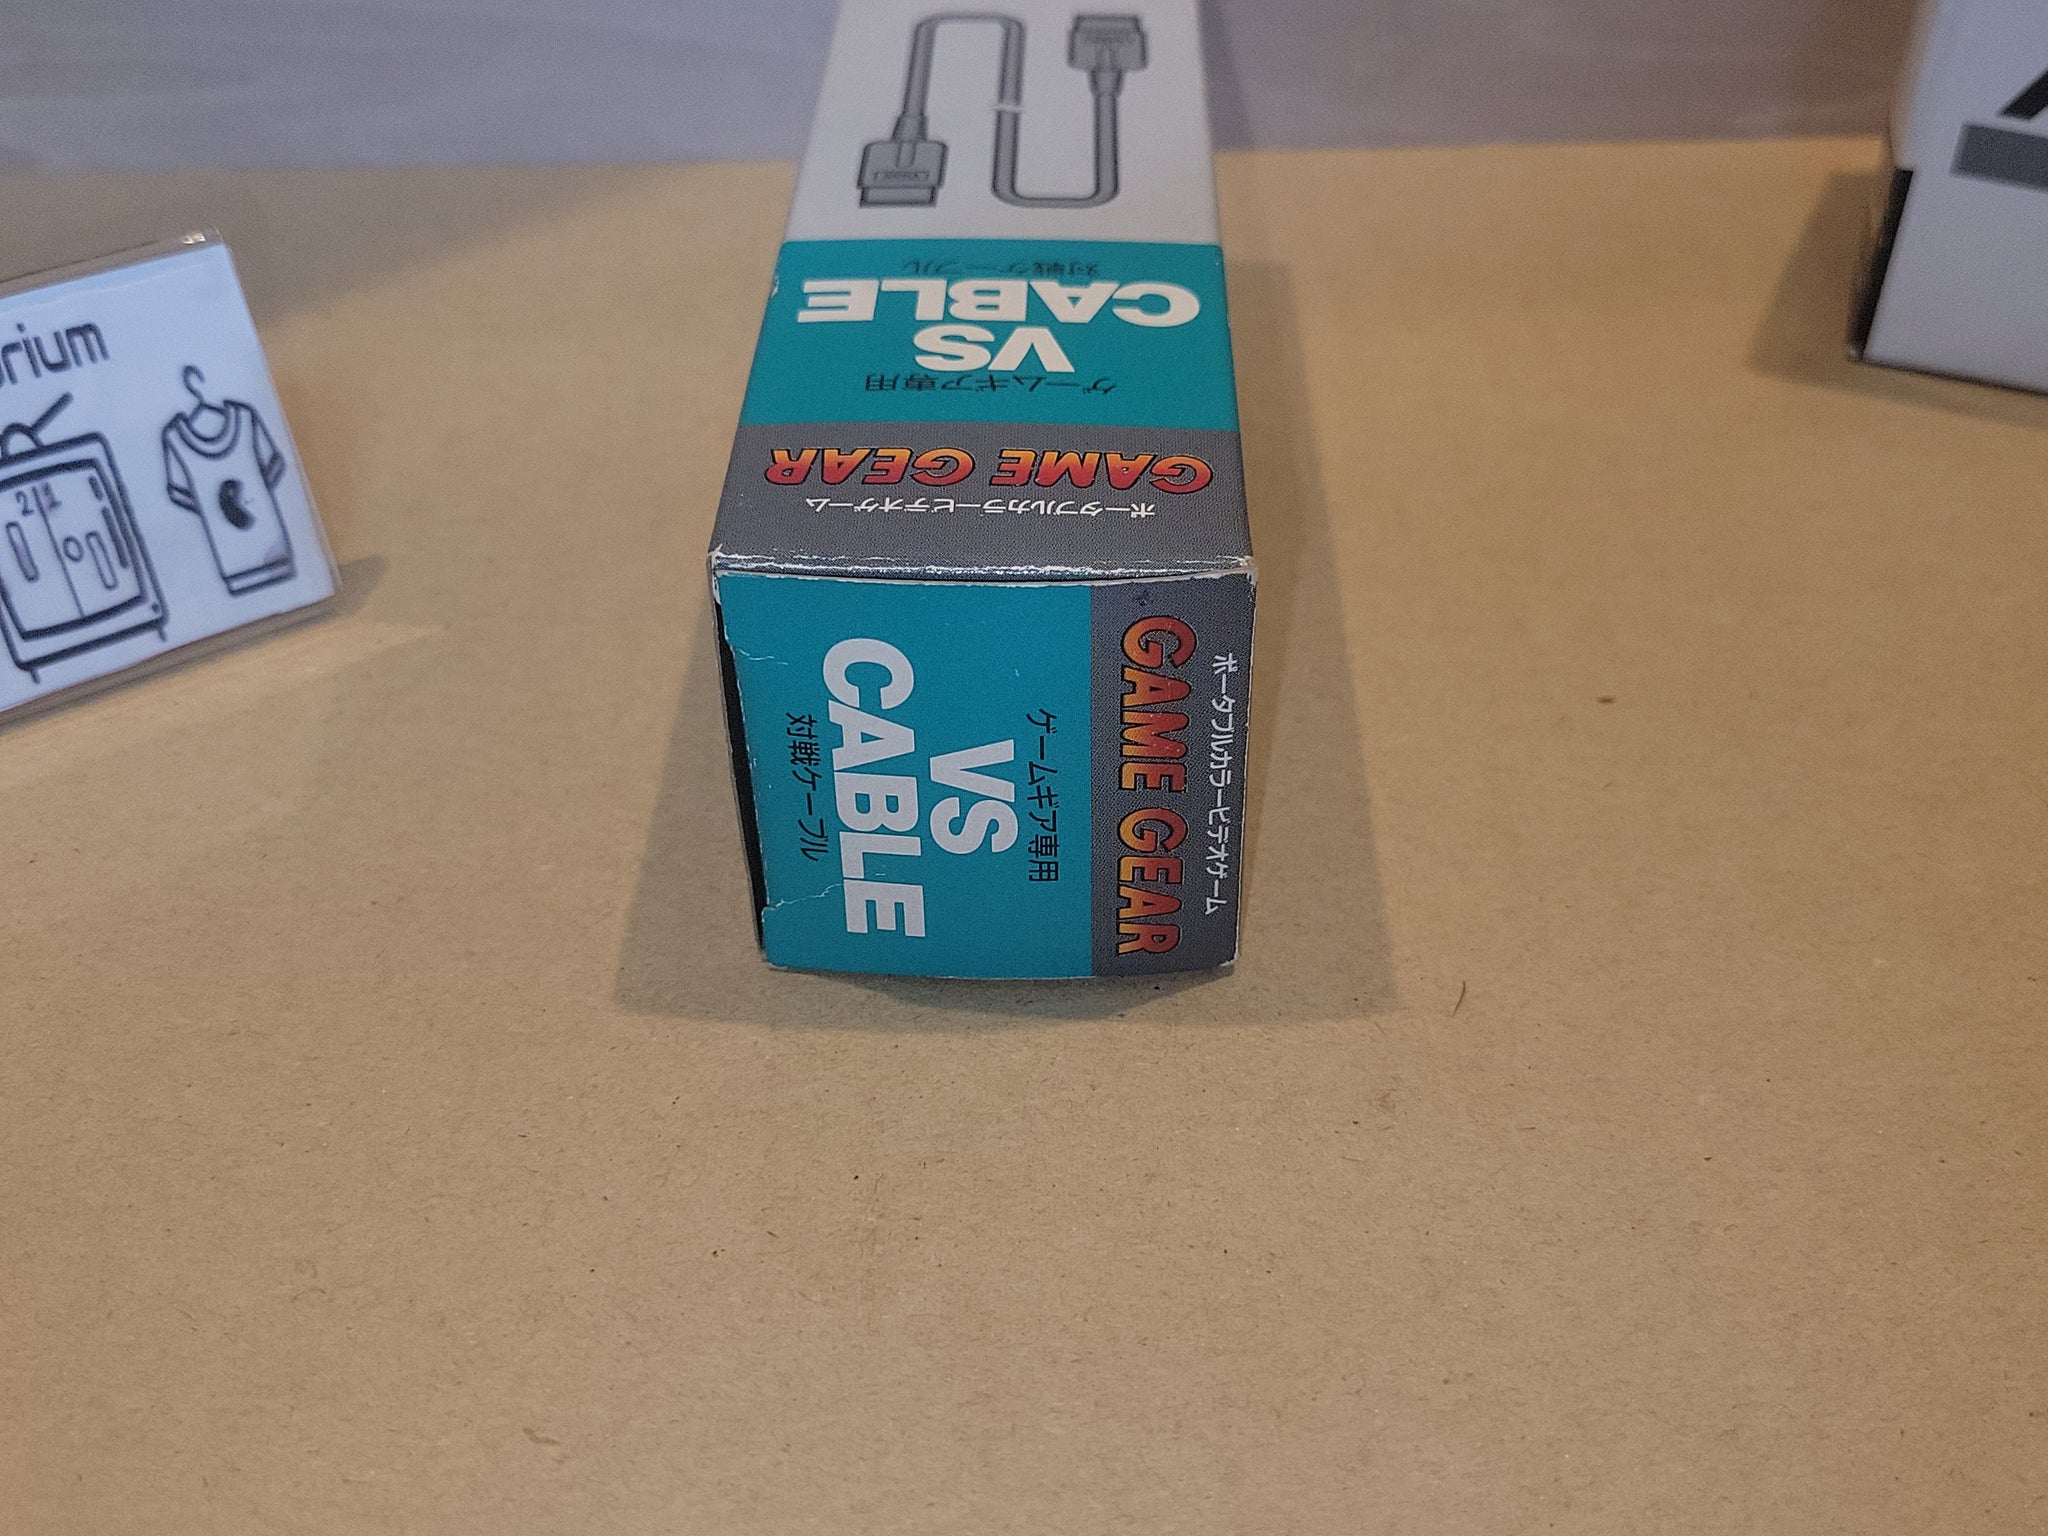 ポータブルカラービデオゲーム
GAME GEAR
ゲームギア専用
VS
CABLE
対戦ケーブル
ポータブルカラービデオゲーム
GAME GEAR
ゲームギア専用
VS
CABLE
対戦ケーブル
rium
R
21